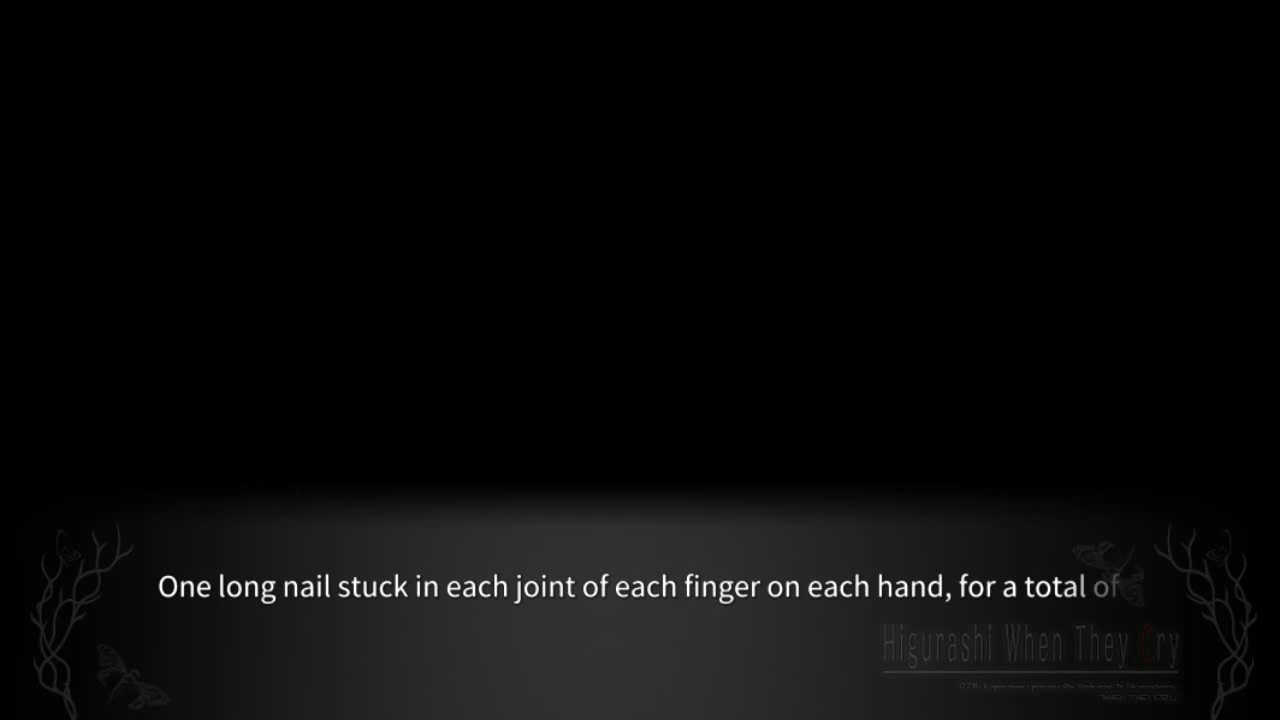 One long nail stuck in each joint of each finger on each hand, for a total of
Higurashi When They Cry